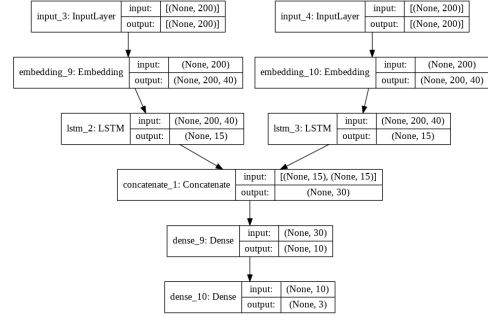 input_3: InputLayer input: [(None, 200)]
output: [(None, 200)]
input_4: InputLayer input: [(None, 200)]
output: [(None, 200)]
embedding_9: Embedding input: (None, 200)
output: (None, 200, 40)
embedding_10: Embedding input: (None, 200)
output: (None, 200, 40)
lstm_2: LSTM input: (None, 200, 40)
output: (None, 15)
lstm_3: LSTM input: (None, 200, 40)
output: (None, 15)
concatenate_1: Concatenate input: [(None, 15), (None, 15)]
output: (None, 30)
dense_9: Dense input: (None, 30)
output: (None, 10)
dense_10: Dense input: (None, 10)
output: (None, 3)